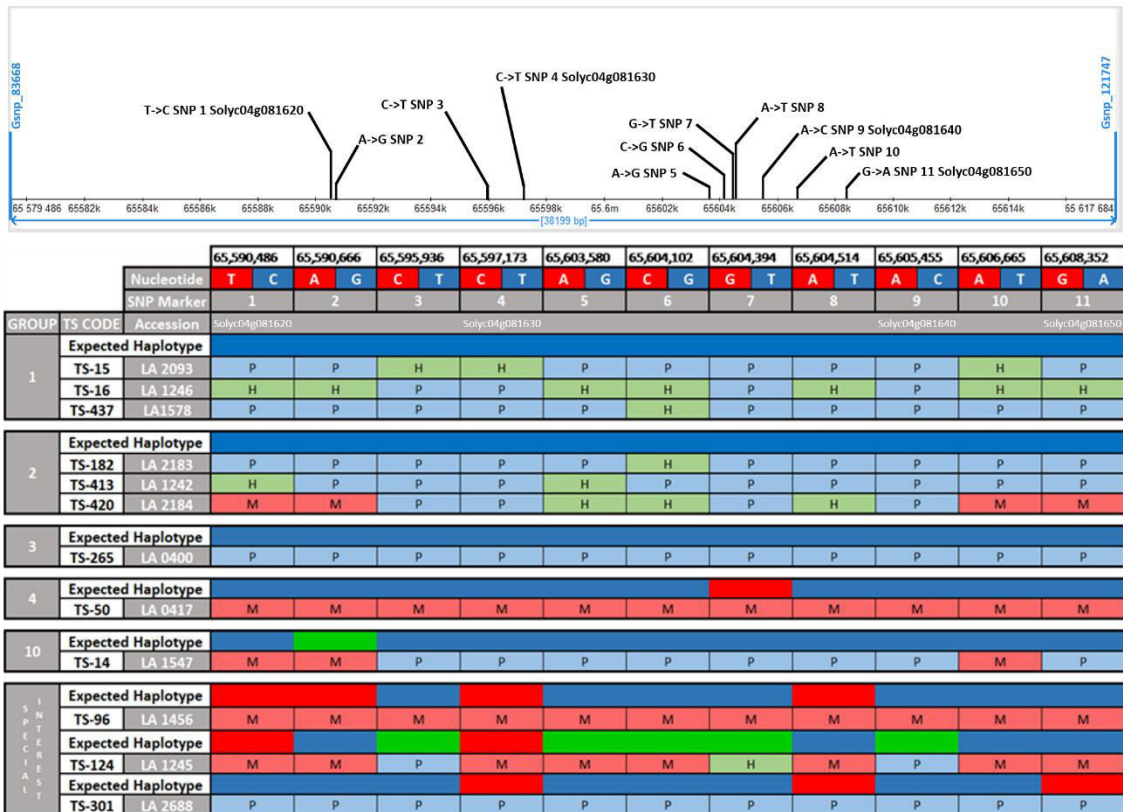 Gsnp_83668
Gsnp_121747
C->T SNP 4 Solyc04g081630
T->C SNP 1 Solyc04g081620
C->T SNP 3
A->T SNP 8
G->T SNP 7
A->G SNP 2
A->C SNP 9 Solyc04g081640
C->G SNP 6
A->T SNP 10
A->G SNP 5
G->A SNP 11 Solyc04g081650
65 579 486 65582k 65584k 65586k 65588k 65590k 65592k 65594k 65596k 65598k 65.6m 65602k 65604k 65606k 65608k 65610k 65612k 65614k 65 617 684
[38199 bp]
65,590,486 65,590,666 65,595,936 65,597,173 65,603,580 65,604,102 65,604,394 65,604,514 65,605,455 65,606,665 65,608,352
Nucleotide T C A G C T C T A G C G G T A T A C A T G A
SNP Marker 1 2 3 4 5 6 7 8 9 10 11
GROUP TS CODE Accession Solyc04g081620 Solyc04g081630 Solyc04g081640 Solyc04g081650
1
Expected Haplotype
TS-15 LA 2093 P P H H P P P P P H P
TS-16 LA 1246 H H P P H H P H P H H
TS-437 LA1578 P P P P P H P P P P P
2
Expected Haplotype
TS-182 LA 2183 P P P P P H P P P P P
TS-413 LA 1242 H P P P H P P P P P P
TS-420 LA 2184 M M P P H H P H P M M
3
Expected Haplotype
TS-265 LA 0400 P P P P P P P P P P P
4
Expected Haplotype
TS-50 LA 0417 M M M M M M M M M M M
10
Expected Haplotype
TS-14 LA 1547 M M P P P P P P P M P
SPECIAL INTEREST
Expected Haplotype
TS-96 LA 1456 M M M M M M M M M M M
Expected Haplotype
TS-124 LA 1245 M M P M M M H M P M M
Expected Haplotype
TS-301 LA 2688 P P P P P P P P P P P